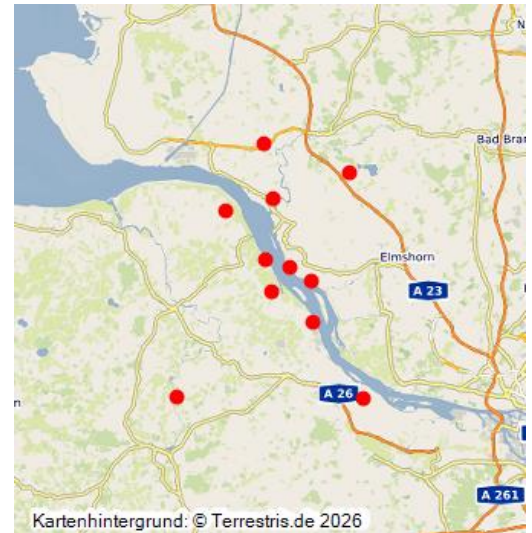 Bad Bra
Elmshorn
A 23
A 26
A 261
Kartenhintergrund: © Terrestris.de 2026